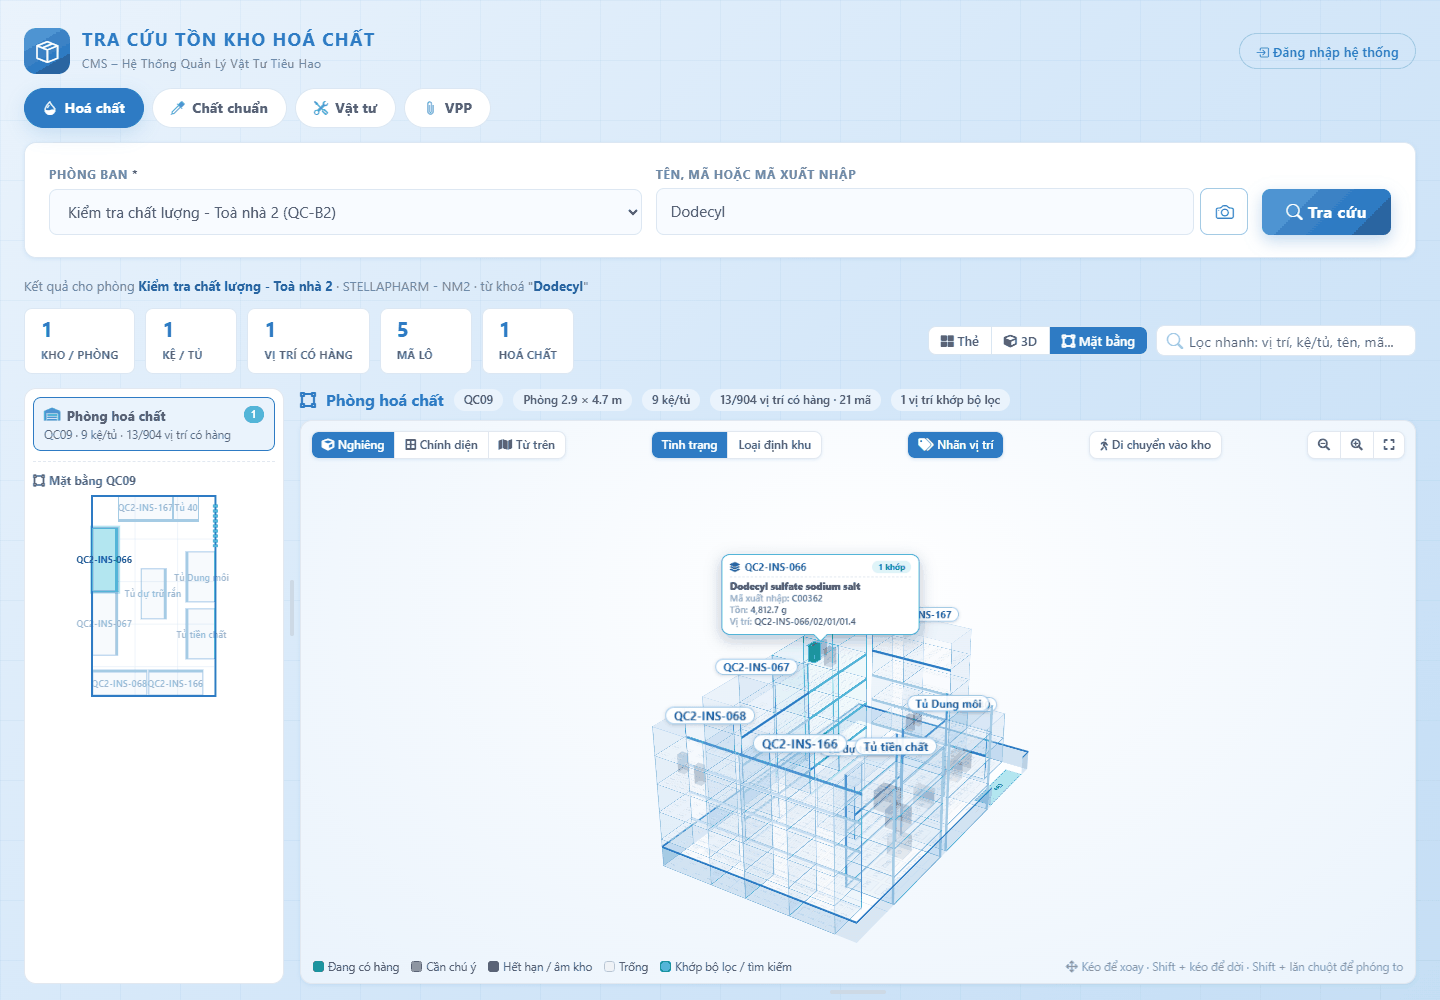 TRA CỨU TỒN KHO HOÁ CHẤT
CMS – Hệ Thống Quản Lý Vật Tư Tiêu Hao
Đăng nhập hệ thống
Hoá chất
Chất chuẩn
Vật tư
VPP
PHÒNG BAN *
TÊN, MÃ HOẶC MÃ XUẤT NHẬP
Kiểm tra chất lượng - Toà nhà 2 (QC-B2)
Dodecyl
Tra cứu
Kết quả cho phòng Kiểm tra chất lượng - Toà nhà 2 · STELLAPHARM - NM2 · từ khoá "Dodecyl"
1
KHO / PHÒNG
1
KỆ / TỦ
1
VỊ TRÍ CÓ HÀNG
5
MÃ LÔ
1
HOÁ CHẤT
Thẻ
3D
Mặt bằng
Lọc nhanh: vị trí, kệ/tủ, tên, mã...
Phòng hoá chất
1
QC09 · 9 kệ/tủ · 13/904 vị trí có hàng
Mặt bằng QC09
QC2-INS-167
Tủ 40
QC2-INS-066
Tủ Dung môi
Tủ dự trữ rắn
QC2-INS-067
Tủ tiền chất
QC2-INS-068
QC2-INS-166
Phòng hoá chất
QC09
Phòng 2.9 × 4.7 m
9 kệ/tủ
13/904 vị trí có hàng · 21 mã
1 vị trí khớp bộ lọc
Nghiêng
Chính diện
Từ trên
Tình trạng
Loại định khu
Nhãn vị trí
Di chuyển vào kho
QC2-INS-066
1 khớp
Dodecyl sulfate sodium salt
Mã xuất nhập: C00362
Tồn: 4,812.7 g
Vị trí: QC2-INS-066/02/01/01.4
NS-167
QC2-INS-067
Tủ Dung môi
QC2-INS-068
QC2-INS-166
dự
Tủ tiền chất
Đang có hàng
Cần chú ý
Hết hạn / âm kho
Trống
Khớp bộ lọc / tìm kiếm
Kéo để xoay · Shift + kéo để dời · Shift + lăn chuột để phóng to